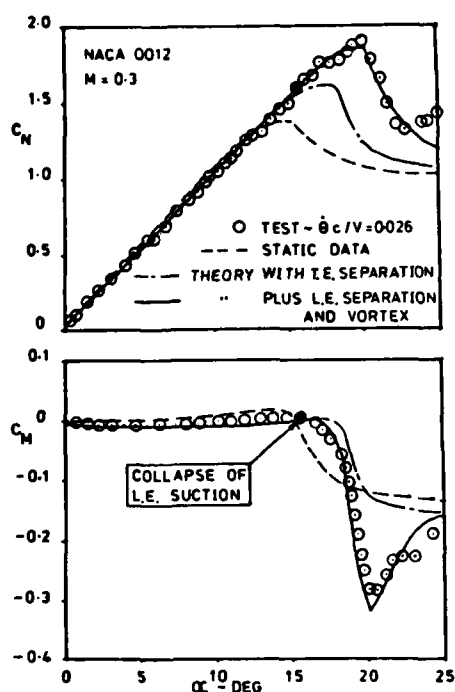 2.0
NACA 0012
M = 0.3
1.5
C_N
1.0
TEST ~ θ̇c/V = 0.026
0.5
STATIC DATA
THEORY WITH T.E. SEPARATION
" PLUS L.E. SEPARATION
AND VORTEX
0
0.1
0
C_M
-0.1
COLLAPSE OF
L.E. SUCTION
-0.2
-0.3
-0.4
0 5 10 15 20 25
α - DEG